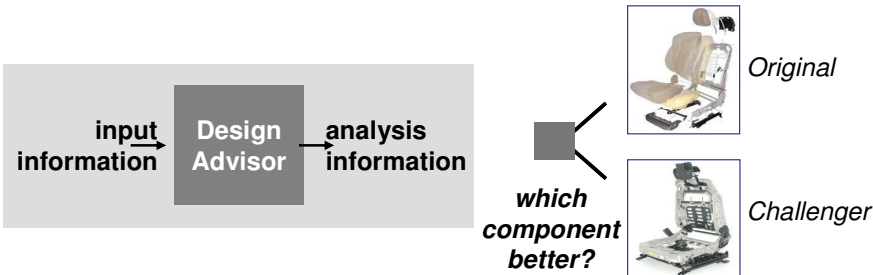 input
information
Design
Advisor
analysis
information
which
component
better?
Original
Challenger